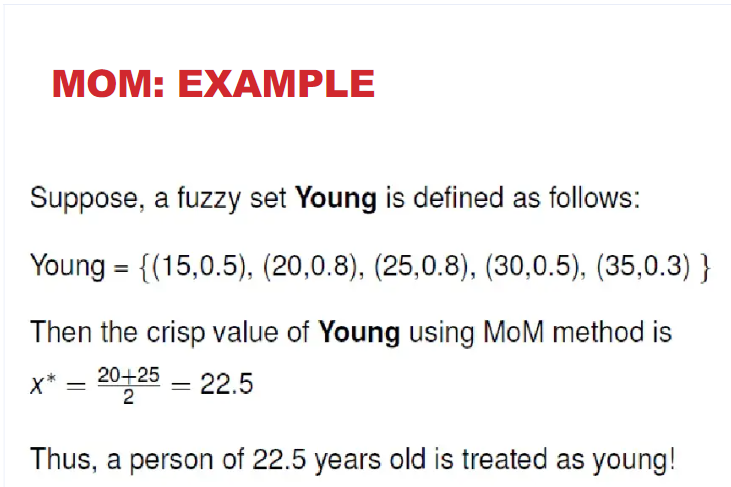 MOM: EXAMPLE
Suppose, a fuzzy set Young is defined as follows:
Young = {(15,0.5), (20,0.8), (25,0.8), (30,0.5), (35,0.3) }
Then the crisp value of Young using MoM method is
x* = \frac{20+25}{2} = 22.5
Thus, a person of 22.5 years old is treated as young!